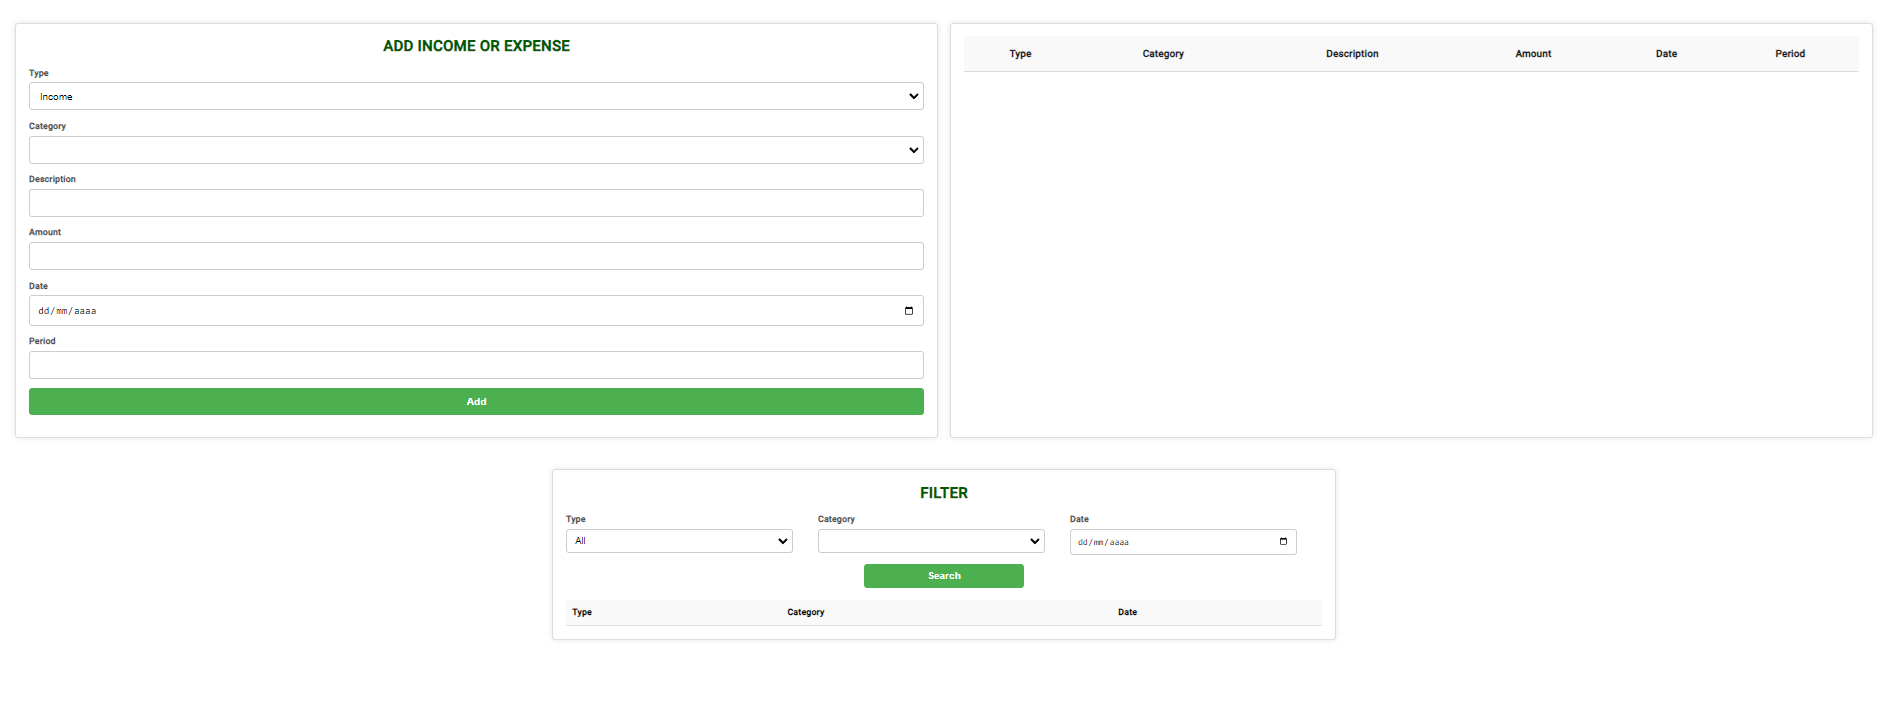 ADD INCOME OR EXPENSE
Type
Income
Category
Description
Amount
Date
dd/mm/aaaa
Period
Add
Type Category Description Amount Date Period
FILTER
Type Category Date
All dd/mm/aaaa
Search
Type Category Date